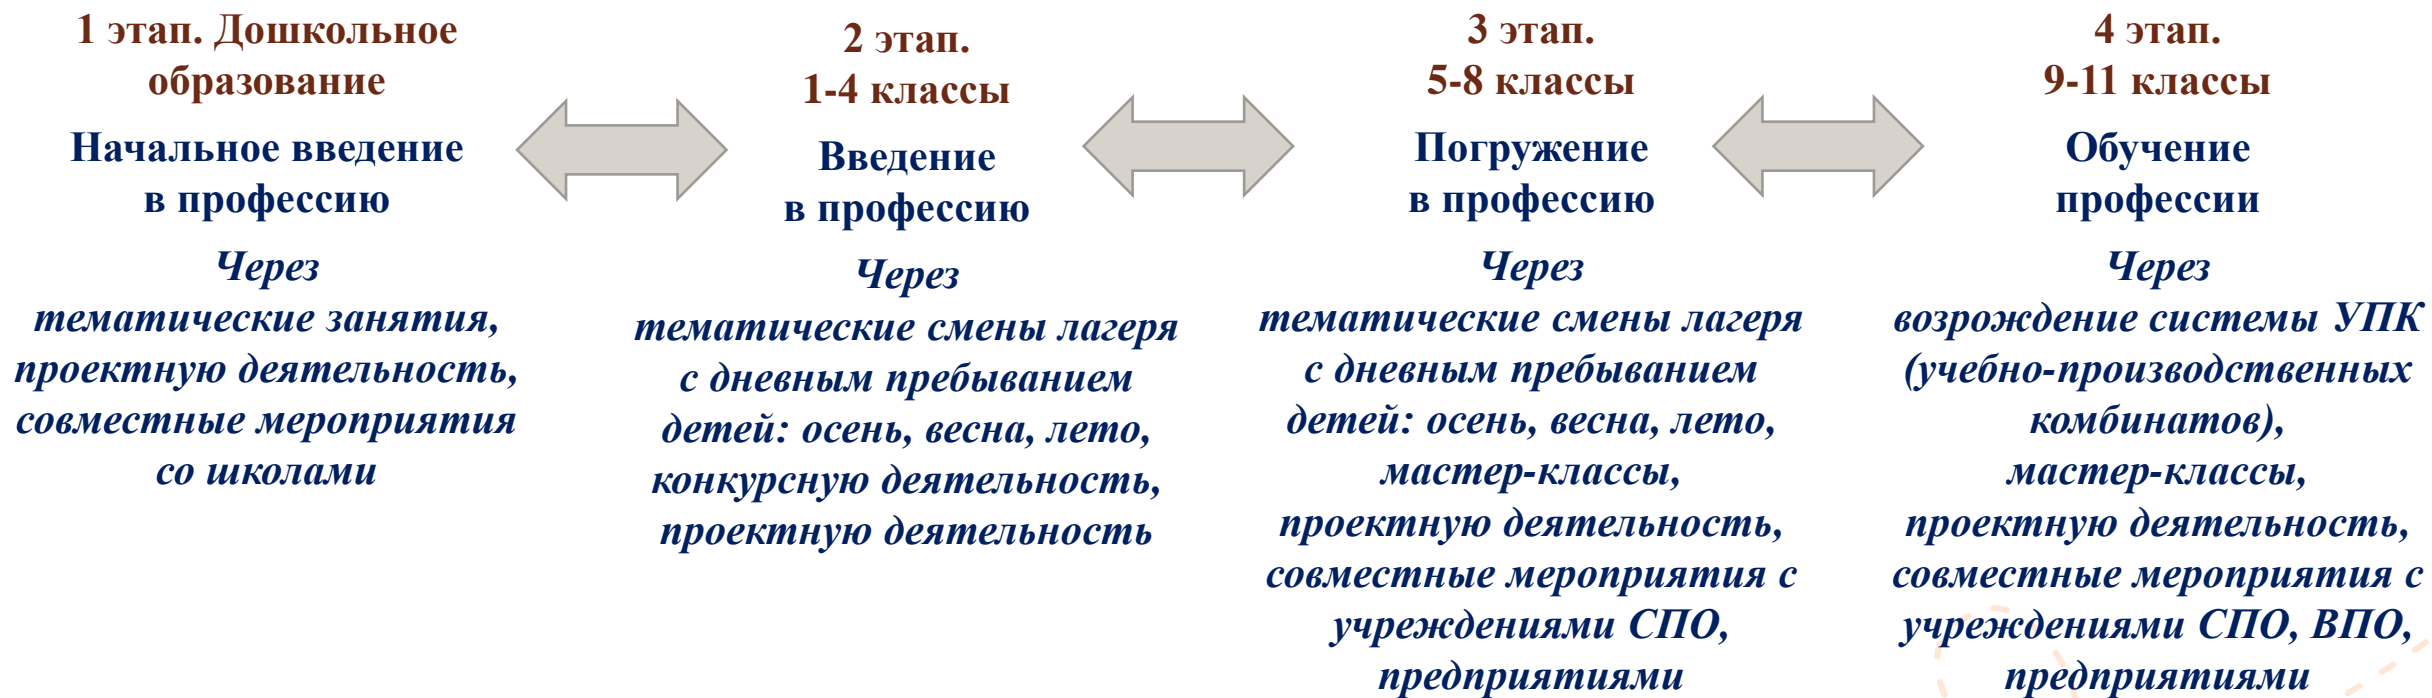 1 этап. Дошкольное
образование
Начальное введение
в профессию
Через
тематические занятия,
проектную деятельность,
совместные мероприятия
со школами
2 этап.
1-4 классы
Введение
в профессию
Через
тематические смены лагеря
с дневным пребыванием
детей: осень, весна, лето,
конкурсную деятельность,
проектную деятельность
3 этап.
5-8 классы
Погружение
в профессию
Через
тематические смены лагеря
с дневным пребыванием
детей: осень, весна, лето,
мастер-классы,
проектную деятельность,
совместные мероприятия с
учреждениями СПО,
предприятиями
4 этап.
9-11 классы
Обучение
профессии
Через
возрождение системы УПК
(учебно-производственных
комбинатов),
мастер-классы,
проектную деятельность,
совместные мероприятия с
учреждениями СПО, ВПО,
предприятиями